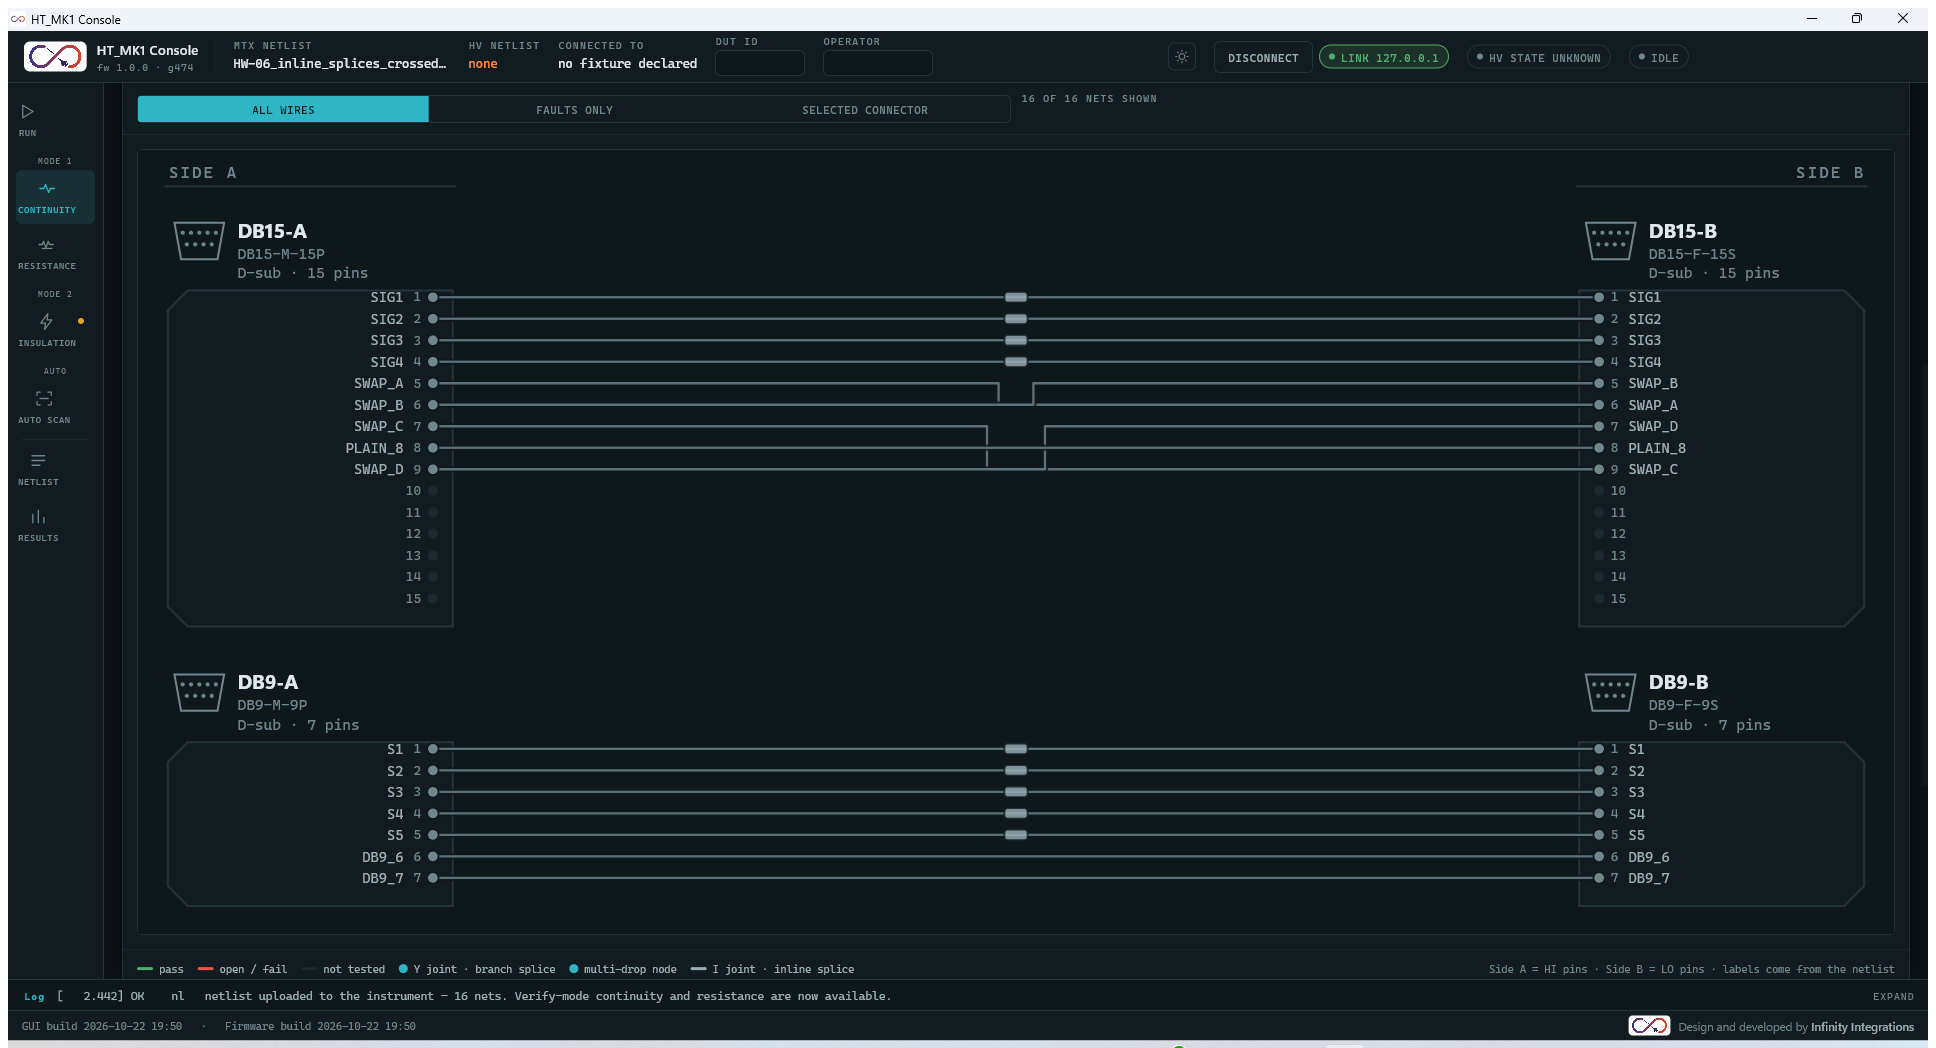 HT_MK1 Console
HT_MK1 Console
fw 1.0.0 · g474
MTX NETLIST
HW-06_inline_splices_crossed…
HV NETLIST
none
CONNECTED TO
no fixture declared
DUT ID
OPERATOR
DISCONNECT
LINK 127.0.0.1
HV STATE UNKNOWN
IDLE
RUN
MODE 1
CONTINUITY
RESISTANCE
MODE 2
INSULATION
AUTO
AUTO SCAN
NETLIST
RESULTS
ALL WIRES
FAULTS ONLY
SELECTED CONNECTOR
16 OF 16 NETS SHOWN
SIDE A
SIDE B
DB15-A
DB15-M-15P
D-sub · 15 pins
SIG1 1
SIG2 2
SIG3 3
SIG4 4
SWAP_A 5
SWAP_B 6
SWAP_C 7
PLAIN_8 8
SWAP_D 9
10
11
12
13
14
15
DB15-B
DB15-F-15S
D-sub · 15 pins
1 SIG1
2 SIG2
3 SIG3
4 SIG4
5 SWAP_B
6 SWAP_A
7 SWAP_D
8 PLAIN_8
9 SWAP_C
10
11
12
13
14
15
DB9-A
DB9-M-9P
D-sub · 7 pins
S1 1
S2 2
S3 3
S4 4
S5 5
DB9_6 6
DB9_7 7
DB9-B
DB9-F-9S
D-sub · 7 pins
1 S1
2 S2
3 S3
4 S4
5 S5
6 DB9_6
7 DB9_7
pass
open / fail
not tested
Y joint · branch splice
multi-drop node
I joint · inline splice
Side A = HI pins · Side B = LO pins · labels come from the netlist
Log [ 2.442] OK nl netlist uploaded to the instrument — 16 nets. Verify-mode continuity and resistance are now available.
EXPAND
GUI build 2026-10-22 19:50 · Firmware build 2026-10-22 19:50
Design and developed by Infinity Integrations